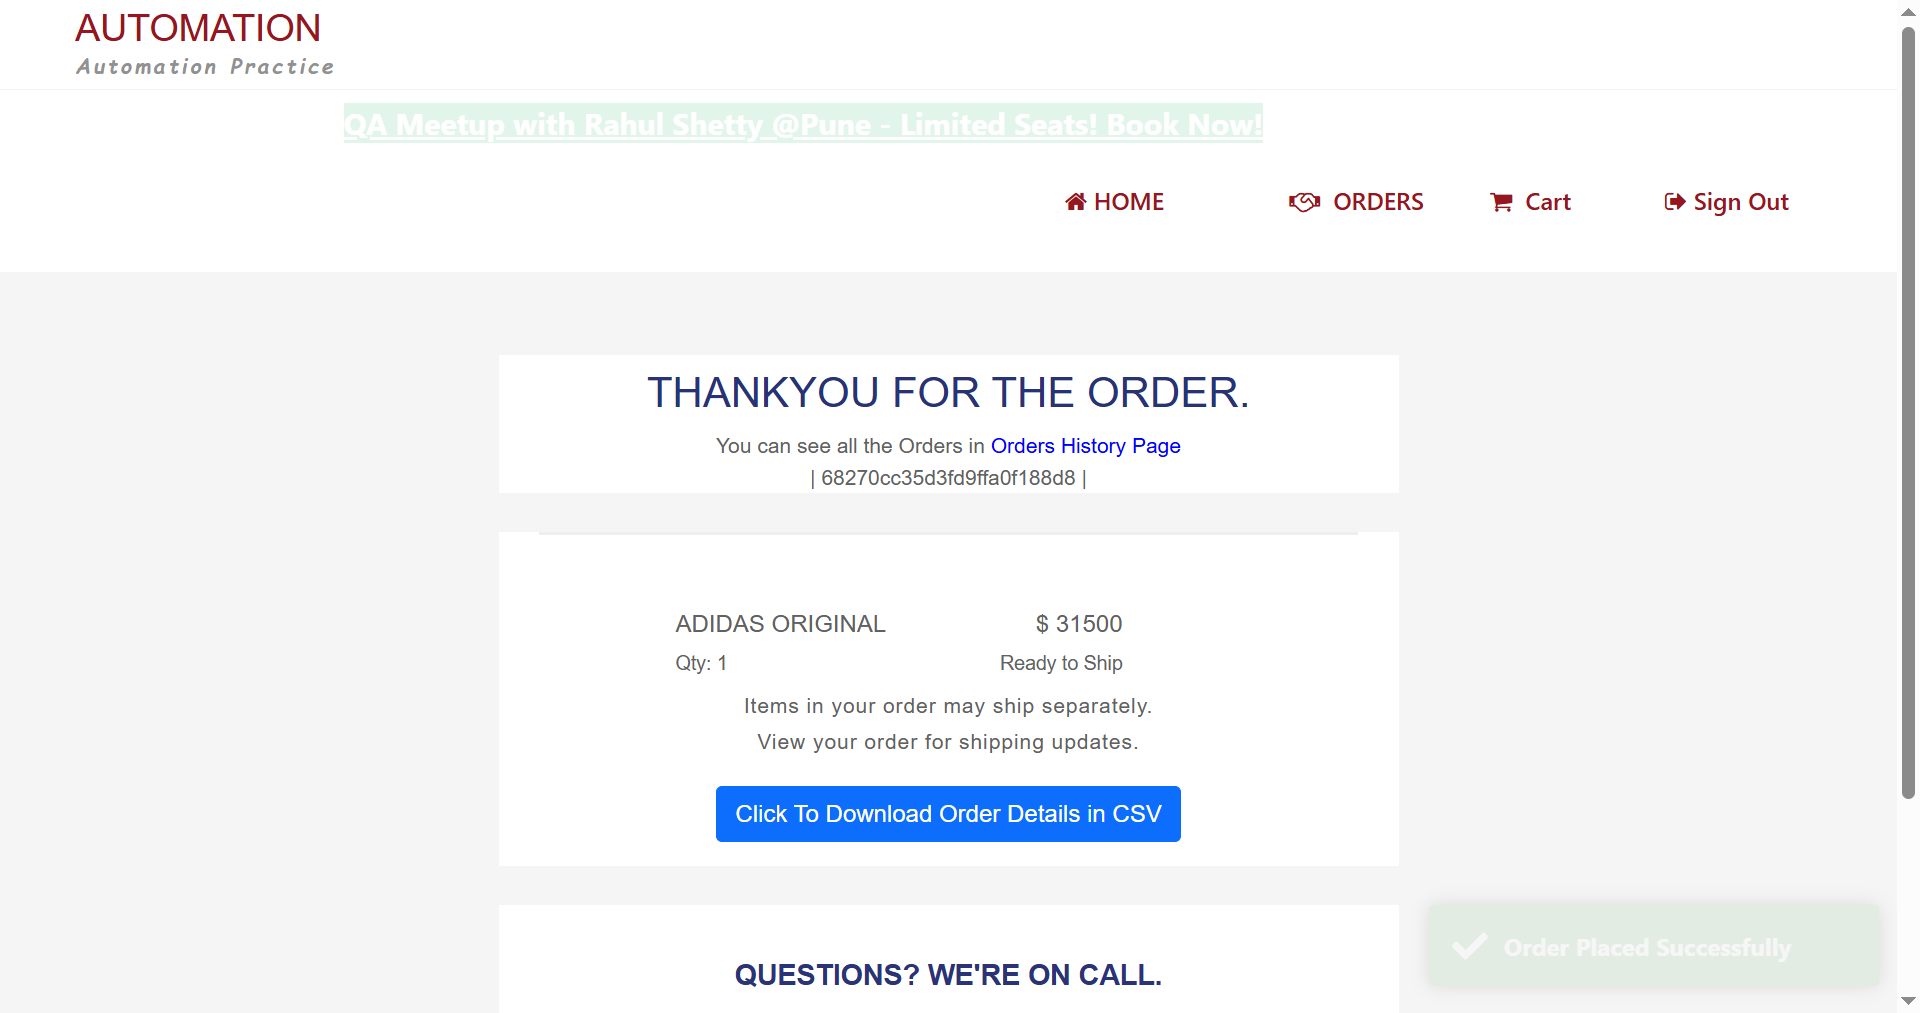 AUTOMATION
Automation Practice
QA Meetup with Rahul Shetty @Pune - Limited Seats! Book Now!
HOME ORDERS Cart Sign Out
THANKYOU FOR THE ORDER.
You can see all the Orders in Orders History Page
| 68270cc35d3fd9ffa0f188d8 |
ADIDAS ORIGINAL $ 31500
Qty: 1 Ready to Ship
Items in your order may ship separately.
View your order for shipping updates.
Click To Download Order Details in CSV
Order Placed Successfully
QUESTIONS? WE'RE ON CALL.